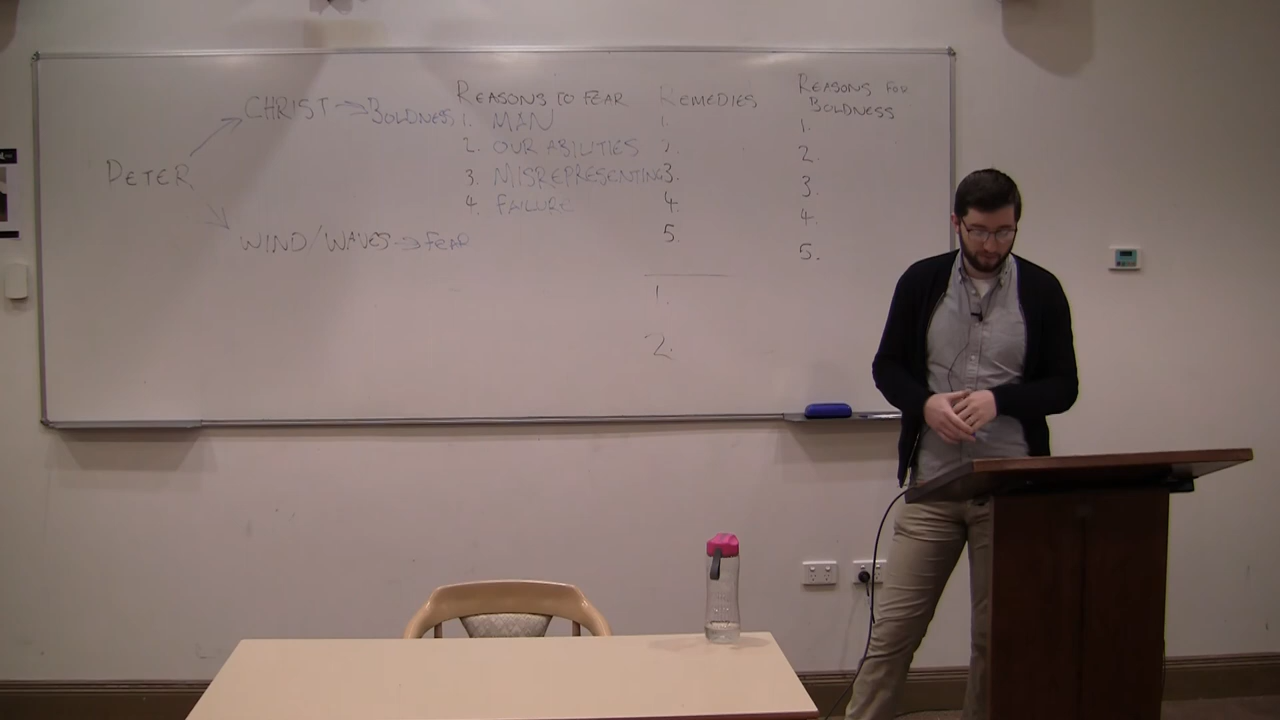 PETER
CHRIST → BOLDNESS
WIND/WAVES → FEAR
REASONS TO FEAR
1. MAN
2. OUR ABILITIES
3. MISREPRESENTING
4. FAILURE
REMEDIES
1.
2.
3.
4.
5.
1.
2.
REASONS FOR
BOLDNESS
1.
2.
3.
4.
5.